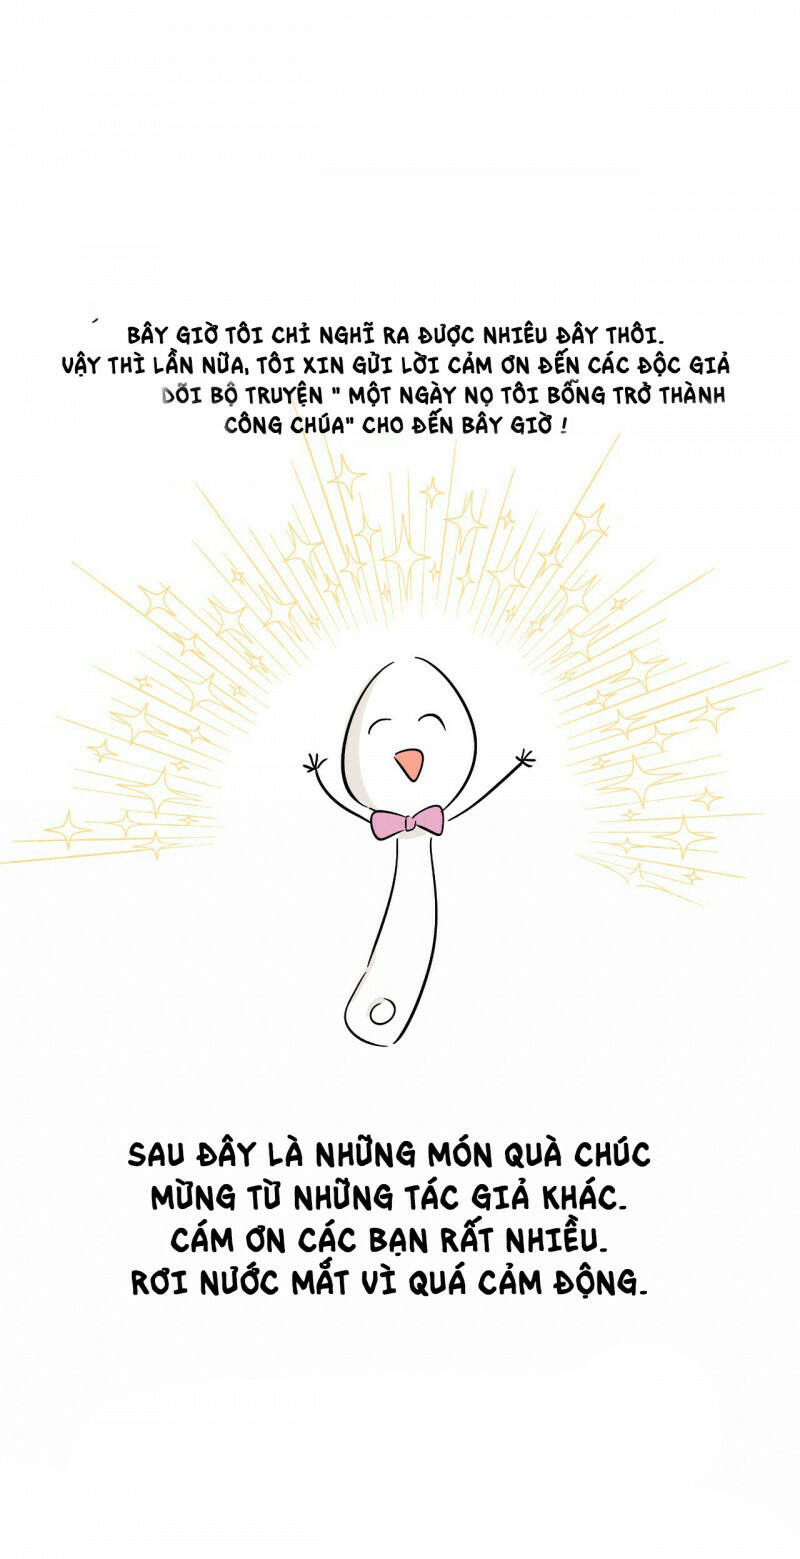 BÂY GIỜ TÔI CHỈ NGHĨ RA ĐƯỢC NHIÊU ĐÂY THÔI.
VẬY THÌ LẦN NỮA, TÔI XIN GỬI LỜI CẢM ƠN ĐẾN CÁC ĐỘC GIẢ
DÕI BỘ TRUYỆN " MỘT NGÀY NỌ TÔI BỖNG TRỞ THÀNH
CÔNG CHÚA" CHO ĐẾN BÂY GIỜ !
SAU ĐÂY LÀ NHỮNG MÓN QUÀ CHÚC
MỪNG TỪ NHỮNG TÁC GIẢ KHÁC.
CÁM ƠN CÁC BẠN RẤT NHIỀU.
RƠI NƯỚC MẮT VÌ QUÁ CẢM ĐỘNG.